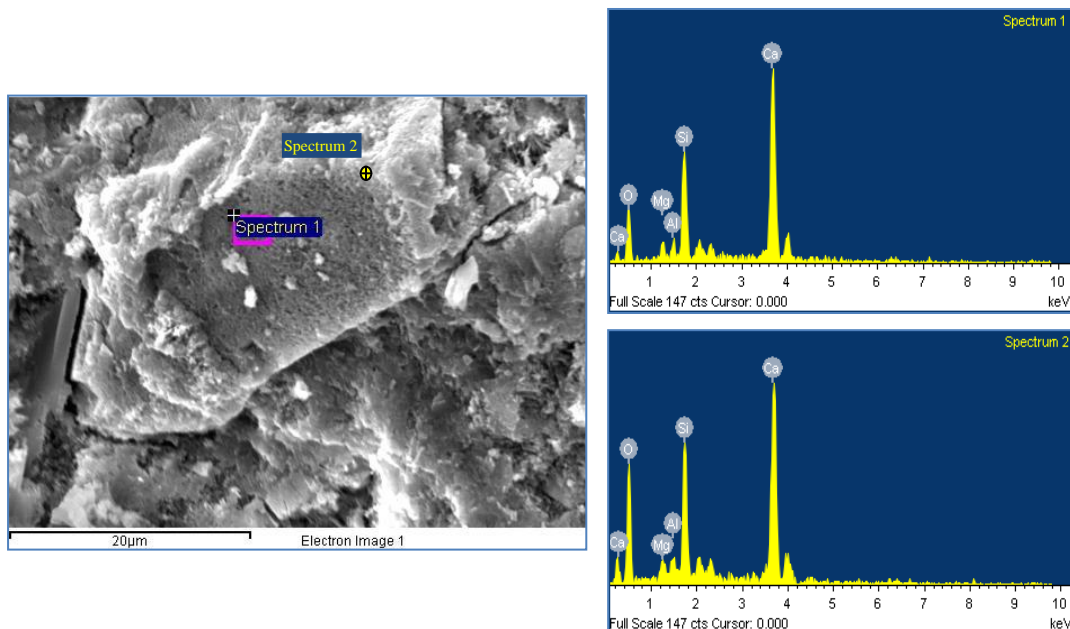 Spectrum 2
Spectrum 1
20µm
Electron Image 1
Spectrum 1
Ca
Si
O
Mg
Al
Ca
1 2 3 4 5 6 7 8 9 10
Full Scale 147 cts Cursor: 0.000
keV
Spectrum 2
Ca
Si
O
Al
Ca
Mg
1 2 3 4 5 6 7 8 9 10
Full Scale 147 cts Cursor: 0.000
keV